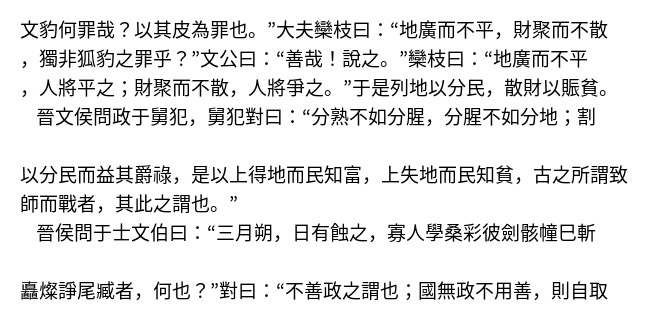 文豹何罪哉？以其皮為罪也。”大夫欒枝曰：“地廣而不平，財聚而不散
，獨非狐豹之罪乎？”文公曰：“善哉！說之。”欒枝曰：“地廣而不平
，人將平之；財聚而不散，人將爭之。”于是列地以分民，散財以賑貧。
晉文侯問政于舅犯，舅犯對曰：“分熟不如分腥，分腥不如分地；割
以分民而益其爵祿，是以上得地而民知富，上失地而民知貧，古之所謂致
師而戰者，其此之謂也。”
晉侯問于士文伯曰：“三月朔，日有蝕之，寡人學桑彩彼劍骸幢巳斬
矗燦諍尾臧者，何也？”對曰：“不善政之謂也；國無政不用善，則自取